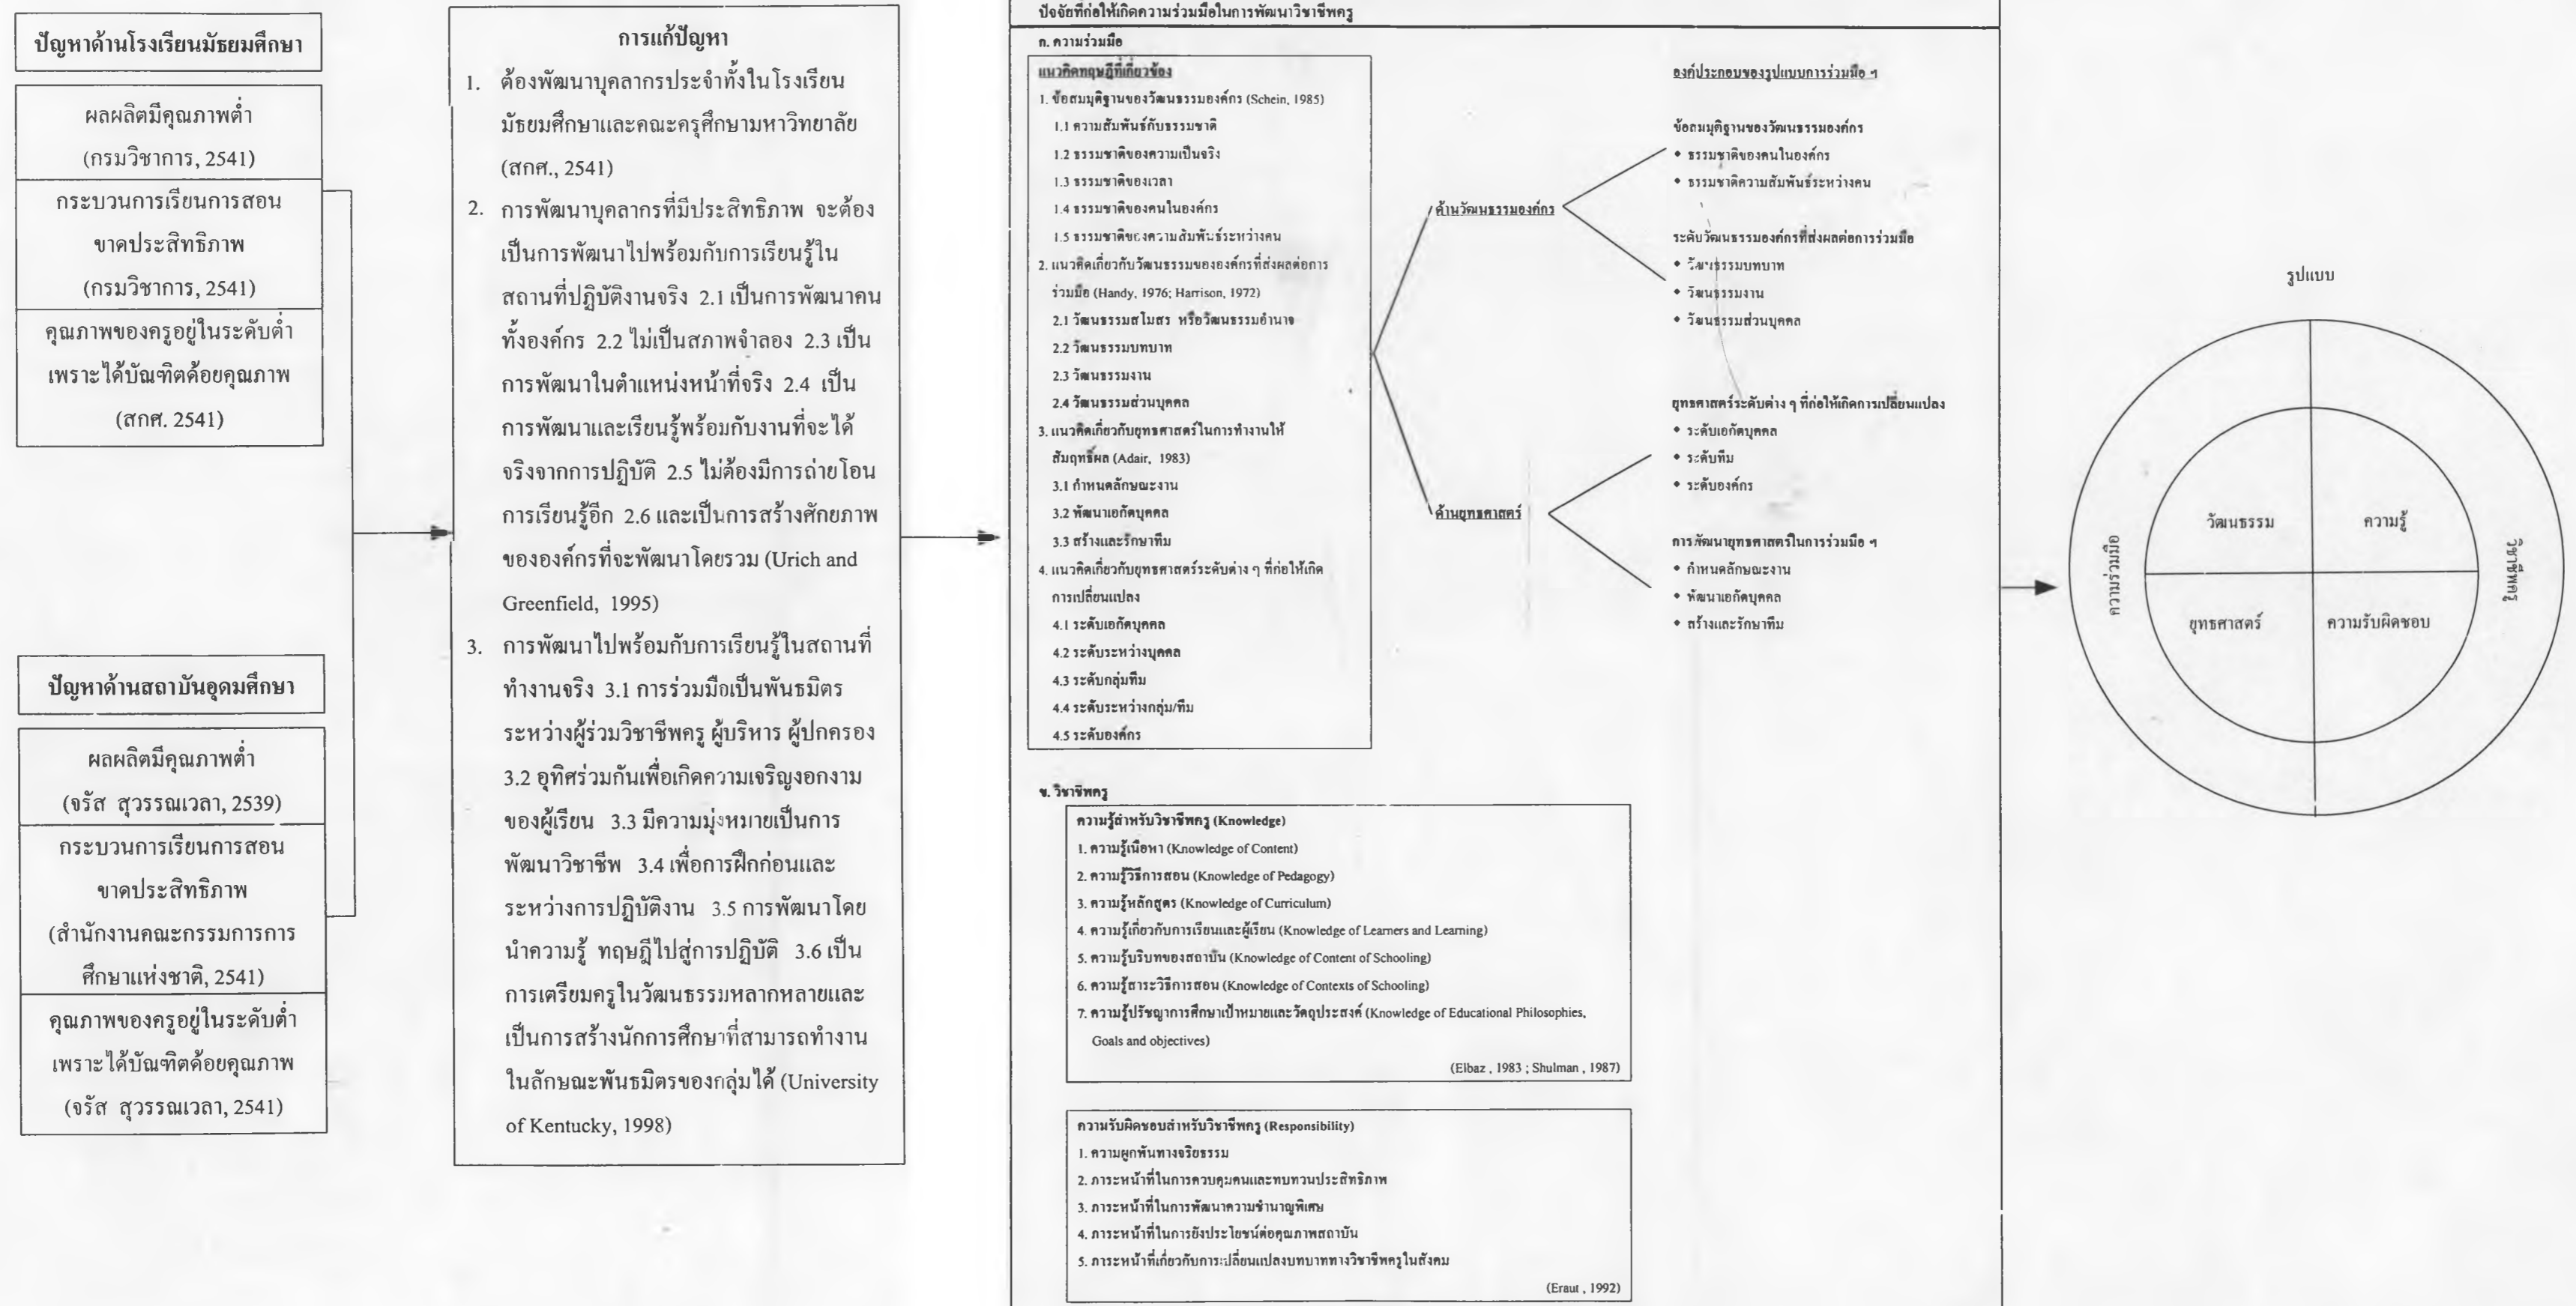 ปัญหาด้านโรงเรียนมัธยมศึกษา
ผลผลิตมีคุณภาพต่ำ
(กรมวิชาการ, 2541)
กระบวนการเรียนการสอน
ขาดประสิทธิภาพ
(กรมวิชาการ, 2541)
คุณภาพของครูอยู่ในระดับต่ำ
เพราะได้บัณฑิตด้อยคุณภาพ
(สกศ. 2541)
ปัญหาด้านสถาบันอุดมศึกษา
ผลผลิตมีคุณภาพต่ำ
(จรัส สุวรรณเวลา, 2539)
กระบวนการเรียนการสอน
ขาดประสิทธิภาพ
(สำนักงานคณะกรรมการการ
ศึกษาแห่งชาติ, 2541)
คุณภาพของครูอยู่ในระดับต่ำ
เพราะได้บัณฑิตด้อยคุณภาพ
(จรัส สุวรรณเวลา, 2541)
การแก้ปัญหา
1. ต้องพัฒนาบุคลากรประจำทั้งในโรงเรียน
มัธยมศึกษาและคณะครุศึกษามหาวิทยาลัย
(สกศ., 2541)
2. การพัฒนาบุคลากรที่มีประสิทธิภาพ จะต้อง
เป็นการพัฒนาไปพร้อมกับการเรียนรู้ใน
สถานที่ปฏิบัติงานจริง 2.1 เป็นการพัฒนาคน
ทั้งองค์กร 2.2 ไม่เป็นสภาพจำลอง 2.3 เป็น
การพัฒนาในตำแหน่งหน้าที่จริง 2.4 เป็น
การพัฒนาและเรียนรู้พร้อมกับงานที่จะได้
จริงจากการปฏิบัติ 2.5 ไม่ต้องมีการถ่ายโอน
การเรียนรู้อีก 2.6 และเป็นการสร้างศักยภาพ
ขององค์กรที่จะพัฒนาโดยรวม (Urich and
Greenfield, 1995)
3. การพัฒนาไปพร้อมกับการเรียนรู้ในสถานที่
ทำงานจริง 3.1 การร่วมมือเป็นพันธมิตร
ระหว่างผู้ร่วมวิชาชีพครู ผู้บริหาร ผู้ปกครอง
3.2 อุทิศร่วมกันเพื่อเกิดความเจริญงอกงาม
ของผู้เรียน 3.3 มีความมุ่งหมายเป็นการ
พัฒนาวิชาชีพ 3.4 เพื่อการฝึกก่อนและ
ระหว่างการปฏิบัติงาน 3.5 การพัฒนาโดย
นำความรู้ ทฤษฎีไปสู่การปฏิบัติ 3.6 เป็น
การเตรียมครูในวัฒนธรรมหลากหลายและ
เป็นการสร้างนักการศึกษาที่สามารถทำงาน
ในลักษณะพันธมิตรของกลุ่มได้ (University
of Kentucky, 1998)
ปัจจัยที่ก่อให้เกิดความร่วมมือในการพัฒนาวิชาชีพครู
ก. ความร่วมมือ
แนวคิดทฤษฎีที่เกี่ยวข้อง
1. ข้อสมมุติฐานของวัฒนธรรมองค์กร (Schein, 1985)
1.1 ความสัมพันธ์กับธรรมชาติ
1.2 ธรรมชาติของความเป็นจริง
1.3 ธรรมชาติของเวลา
1.4 ธรรมชาติของคนในองค์กร
1.5 ธรรมชาติของความสัมพันธ์ระหว่างคน
2. แนวคิดเกี่ยวกับวัฒนธรรมขององค์กรที่ส่งผลต่อการ
ร่วมมือ (Handy, 1976; Harrison, 1972)
2.1 วัฒนธรรมสโมสร หรือวัฒนธรรมอำนาจ
2.2 วัฒนธรรมบทบาท
2.3 วัฒนธรรมงาน
2.4 วัฒนธรรมส่วนบุคคล
3. แนวคิดเกี่ยวกับยุทธศาสตร์ในการทำงานให้
สัมฤทธิ์ผล (Adair, 1983)
3.1 กำหนดลักษณะงาน
3.2 พัฒนาเอกัตบุคคล
3.3 สร้างและรักษาทีม
4. แนวคิดเกี่ยวกับยุทธศาสตร์ระดับต่าง ๆ ที่ก่อให้เกิด
การเปลี่ยนแปลง
4.1 ระดับเอกัตบุคคล
4.2 ระดับระหว่างบุคคล
4.3 ระดับกลุ่มทีม
4.4 ระดับระหว่างกลุ่ม/ทีม
4.5 ระดับองค์กร
ด้านวัฒนธรรมองค์กร
ด้านยุทธศาสตร์
องค์ประกอบของรูปแบบการร่วมมือ ฯ
ข้อสมมุติฐานของวัฒนธรรมองค์กร
• ธรรมชาติของคนในองค์กร
• ธรรมชาติความสัมพันธ์ระหว่างคน
ระดับวัฒนธรรมองค์กรที่ส่งผลต่อการร่วมมือ
• วัฒนธรรมบทบาท
• วัฒนธรรมงาน
• วัฒนธรรมส่วนบุคคล
ยุทธศาสตร์ระดับต่าง ๆ ที่ก่อให้เกิดการเปลี่ยนแปลง
• ระดับเอกัตบุคคล
• ระดับทีม
• ระดับองค์กร
การพัฒนายุทธศาสตร์ในการร่วมมือ ฯ
• กำหนดลักษณะงาน
• พัฒนาเอกัตบุคคล
• สร้างและรักษาทีม
ข. วิชาชีพครู
ความรู้สำหรับวิชาชีพครู (Knowledge)
1. ความรู้เนื้อหา (Knowledge of Content)
2. ความรู้วิธีการสอน (Knowledge of Pedagogy)
3. ความรู้หลักสูตร (Knowledge of Curriculum)
4. ความรู้เกี่ยวกับการเรียนและผู้เรียน (Knowledge of Learners and Learning)
5. ความรู้บริบทของสถาบัน (Knowledge of Content of Schooling)
6. ความรู้สาระวิธีการสอน (Knowledge of Contexts of Schooling)
7. ความรู้ปรัชญาการศึกษาเป้าหมายและวัตถุประสงค์ (Knowledge of Educational Philosophies,
Goals and objectives)
(Elbaz , 1983 ; Shulman , 1987)
ความรับผิดชอบสำหรับวิชาชีพครู (Responsibility)
1. ความผูกพันทางจริยธรรม
2. ภาระหน้าที่ในการควบคุมตนและทบทวนประสิทธิภาพ
3. ภาระหน้าที่ในการพัฒนาความชำนาญพิเศษ
4. ภาระหน้าที่ในการยังประโยชน์ต่อคุณภาพสถาบัน
5. ภาระหน้าที่เกี่ยวกับการเปลี่ยนแปลงบทบาททางวิชาชีพครูในสังคม
(Eraut , 1992)
รูปแบบ
ความร่วมมือ
วัฒนธรรม
ความรู้
ยุทธศาสตร์
ความรับผิดชอบ
วิชาชีพครู